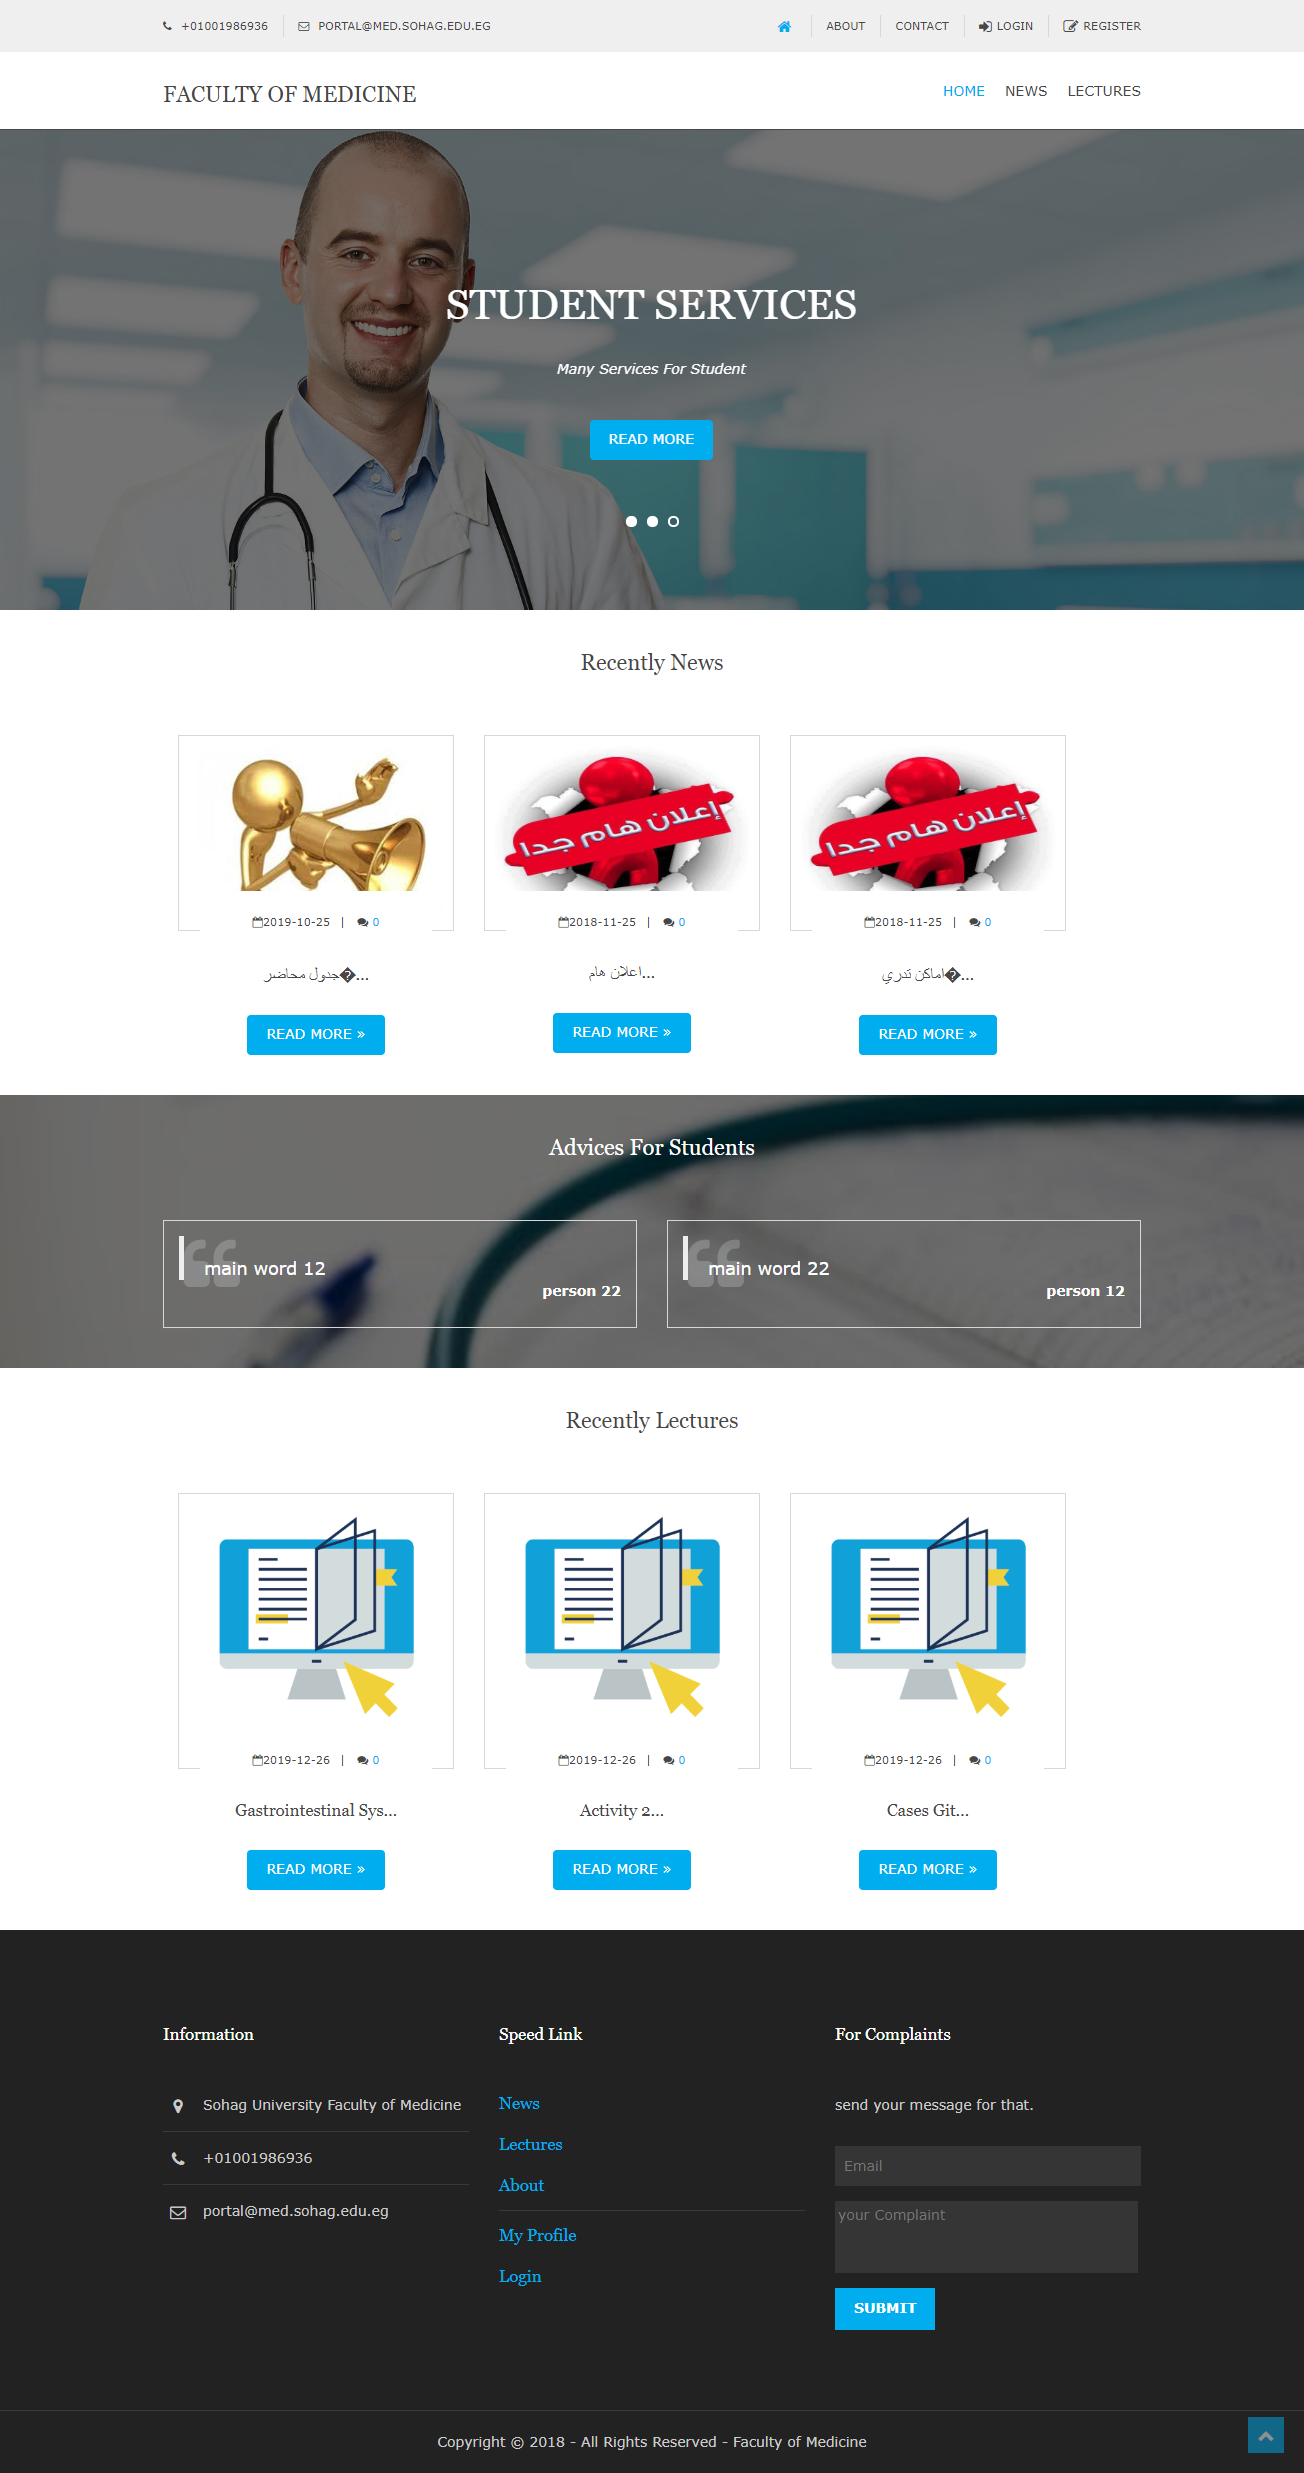 +01001986936
PORTAL@MED.SOHAG.EDU.EG
ABOUT
CONTACT
LOGIN
REGISTER
FACULTY OF MEDICINE
HOME
NEWS
LECTURES
STUDENT SERVICES
Many Services For Student
READ MORE
Recently News
إعلان هام جدا
إعلان هام جدا
2019-10-25 | 0
2018-11-25 | 0
2018-11-25 | 0
جدول محاضر�...
اعلان هام...
اماكن تدري�...
READ MORE »
READ MORE »
READ MORE »
Advices For Students
main word 12
person 22
main word 22
person 12
Recently Lectures
2019-12-26 | 0
2019-12-26 | 0
2019-12-26 | 0
Gastrointestinal Sys...
Activity 2...
Cases Git...
READ MORE »
READ MORE »
READ MORE »
Information
Sohag University Faculty of Medicine
+01001986936
portal@med.sohag.edu.eg
Speed Link
News
Lectures
About
My Profile
Login
For Complaints
send your message for that.
Email
your Complaint
SUBMIT
Copyright © 2018 - All Rights Reserved - Faculty of Medicine